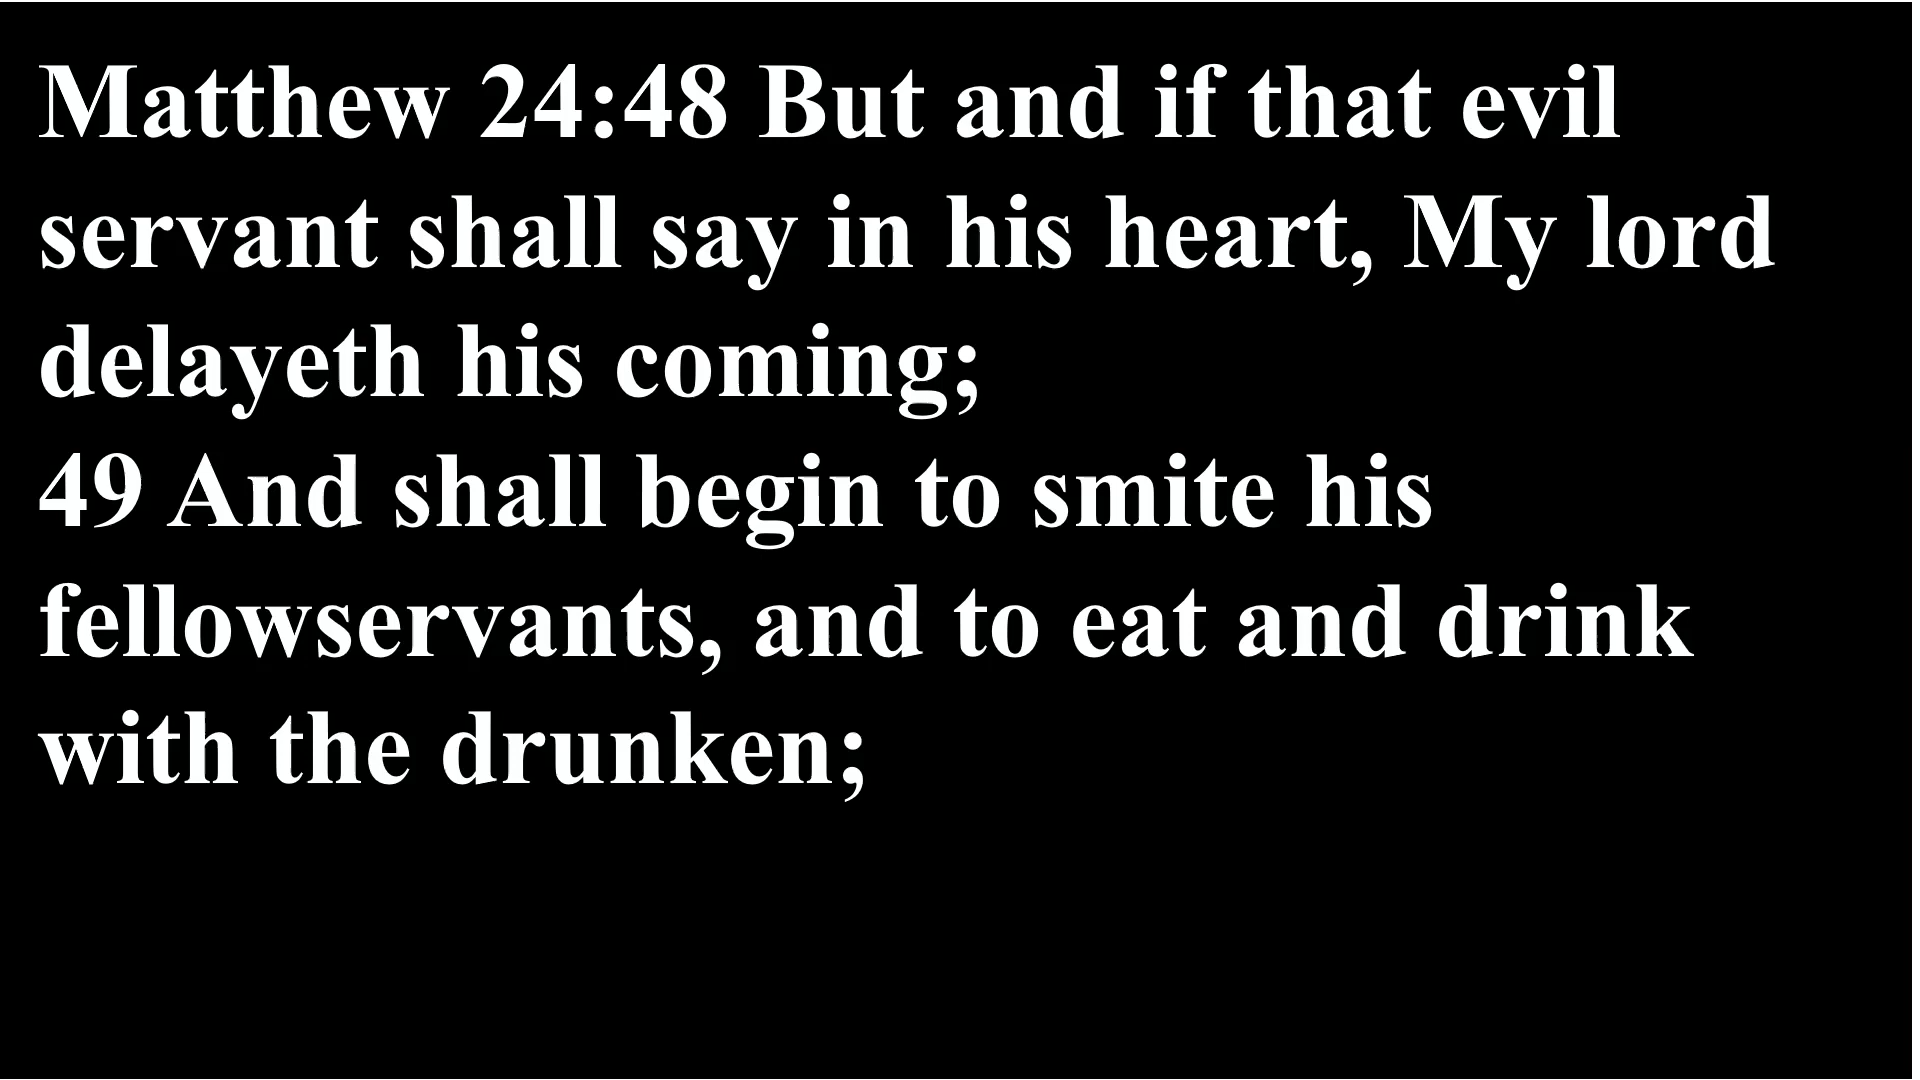 Matthew 24:48 But and if that evil
servant shall say in his heart, My lord
delayeth his coming;
49 And shall begin to smite his
fellowservants, and to eat and drink
with the drunken;